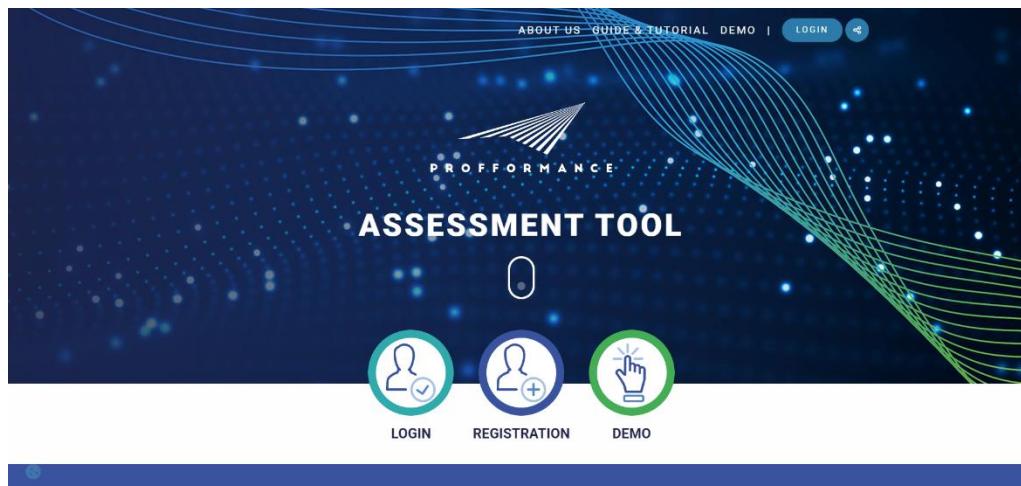 ABOUT US GUIDE & TUTORIAL DEMO | LOGIN
PROFFORMANCE
ASSESSMENT TOOL
LOGIN REGISTRATION DEMO